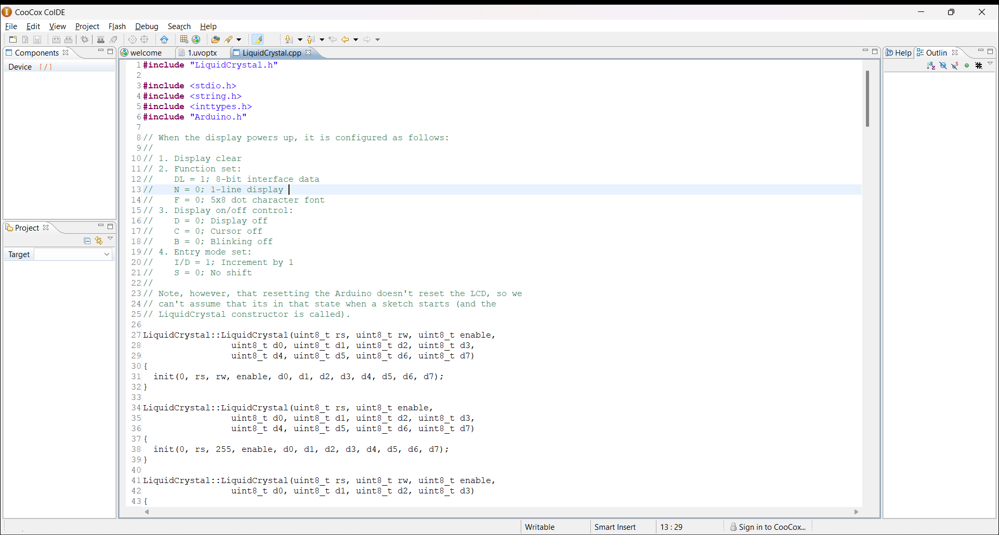 CooCox CoIDE
File Edit View Project Flash Debug Search Help
Components
Device [/]
Project
Target
welcome 1.uvoptx LiquidCrystal.cpp
1 #include "LiquidCrystal.h"
2
3 #include <stdio.h>
4 #include <string.h>
5 #include <inttypes.h>
6 #include "Arduino.h"
7
8 // When the display powers up, it is configured as follows:
9 //
10 // 1. Display clear
11 // 2. Function set:
12 //    DL = 1; 8-bit interface data
13 //    N = 0; 1-line display
14 //    F = 0; 5x8 dot character font
15 // 3. Display on/off control:
16 //    D = 0; Display off
17 //    C = 0; Cursor off
18 //    B = 0; Blinking off
19 // 4. Entry mode set:
20 //    I/D = 1; Increment by 1
21 //    S = 0; No shift
22 //
23 // Note, however, that resetting the Arduino doesn't reset the LCD, so we
24 // can't assume that its in that state when a sketch starts (and the
25 // LiquidCrystal constructor is called).
26
27 LiquidCrystal::LiquidCrystal(uint8_t rs, uint8_t rw, uint8_t enable,
28                  uint8_t d0, uint8_t d1, uint8_t d2, uint8_t d3,
29                  uint8_t d4, uint8_t d5, uint8_t d6, uint8_t d7)
30 {
31   init(0, rs, rw, enable, d0, d1, d2, d3, d4, d5, d6, d7);
32 }
33
34 LiquidCrystal::LiquidCrystal(uint8_t rs, uint8_t enable,
35                  uint8_t d0, uint8_t d1, uint8_t d2, uint8_t d3,
36                  uint8_t d4, uint8_t d5, uint8_t d6, uint8_t d7)
37 {
38   init(0, rs, 255, enable, d0, d1, d2, d3, d4, d5, d6, d7);
39 }
40
41 LiquidCrystal::LiquidCrystal(uint8_t rs, uint8_t rw, uint8_t enable,
42                  uint8_t d0, uint8_t d1, uint8_t d2, uint8_t d3)
43 {
Help Outlin
Writable Smart Insert 13 : 29 Sign in to CooCox...